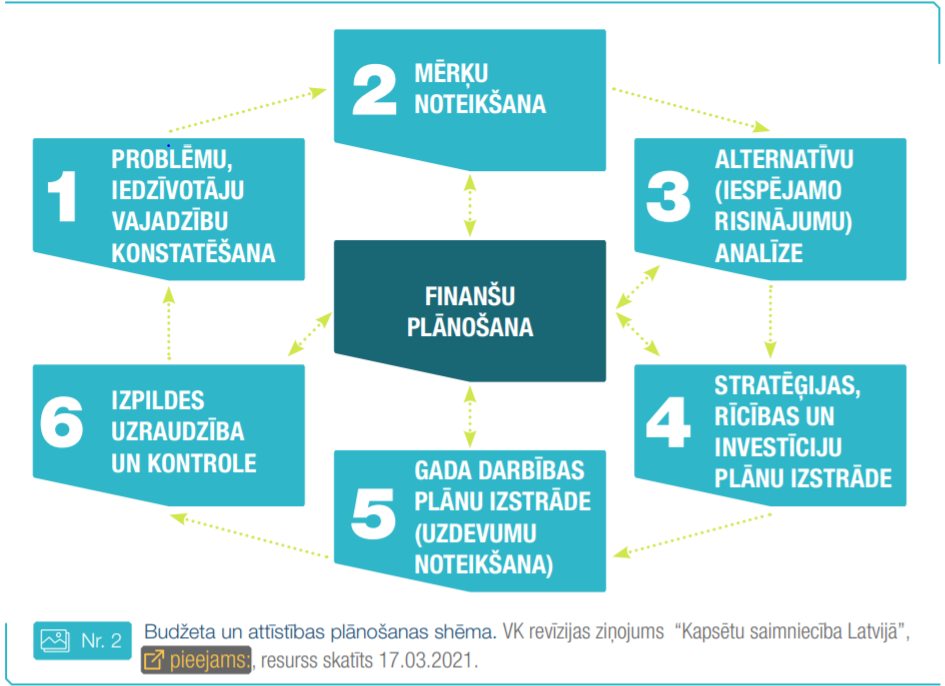 2 MĒRĶU
NOTEIKŠANA
1 PROBLĒMU,
IEDZĪVOTĀJU
VAJADZĪBU
KONSTATĒŠANA
3 ALTERNATĪVU
(IESPĒJAMO
RISINĀJUMU)
ANALĪZE
FINANŠU
PLĀNOŠANA
6 IZPILDES
UZRAUDZĪBA
UN KONTROLE
4 STRATĒĢIJAS,
RĪCĪBAS UN
INVESTĪCIJU
PLĀNU IZSTRĀDE
5 GADA DARBĪBAS
PLĀNU IZSTRĀDE
(UZDEVUMU
NOTEIKŠANA)
Nr. 2 Budžeta un attīstības plānošanas shēma. VK revīzijas ziņojums “Kapsētu saimniecība Latvijā”,
pieejams:, resurss skatīts 17.03.2021.